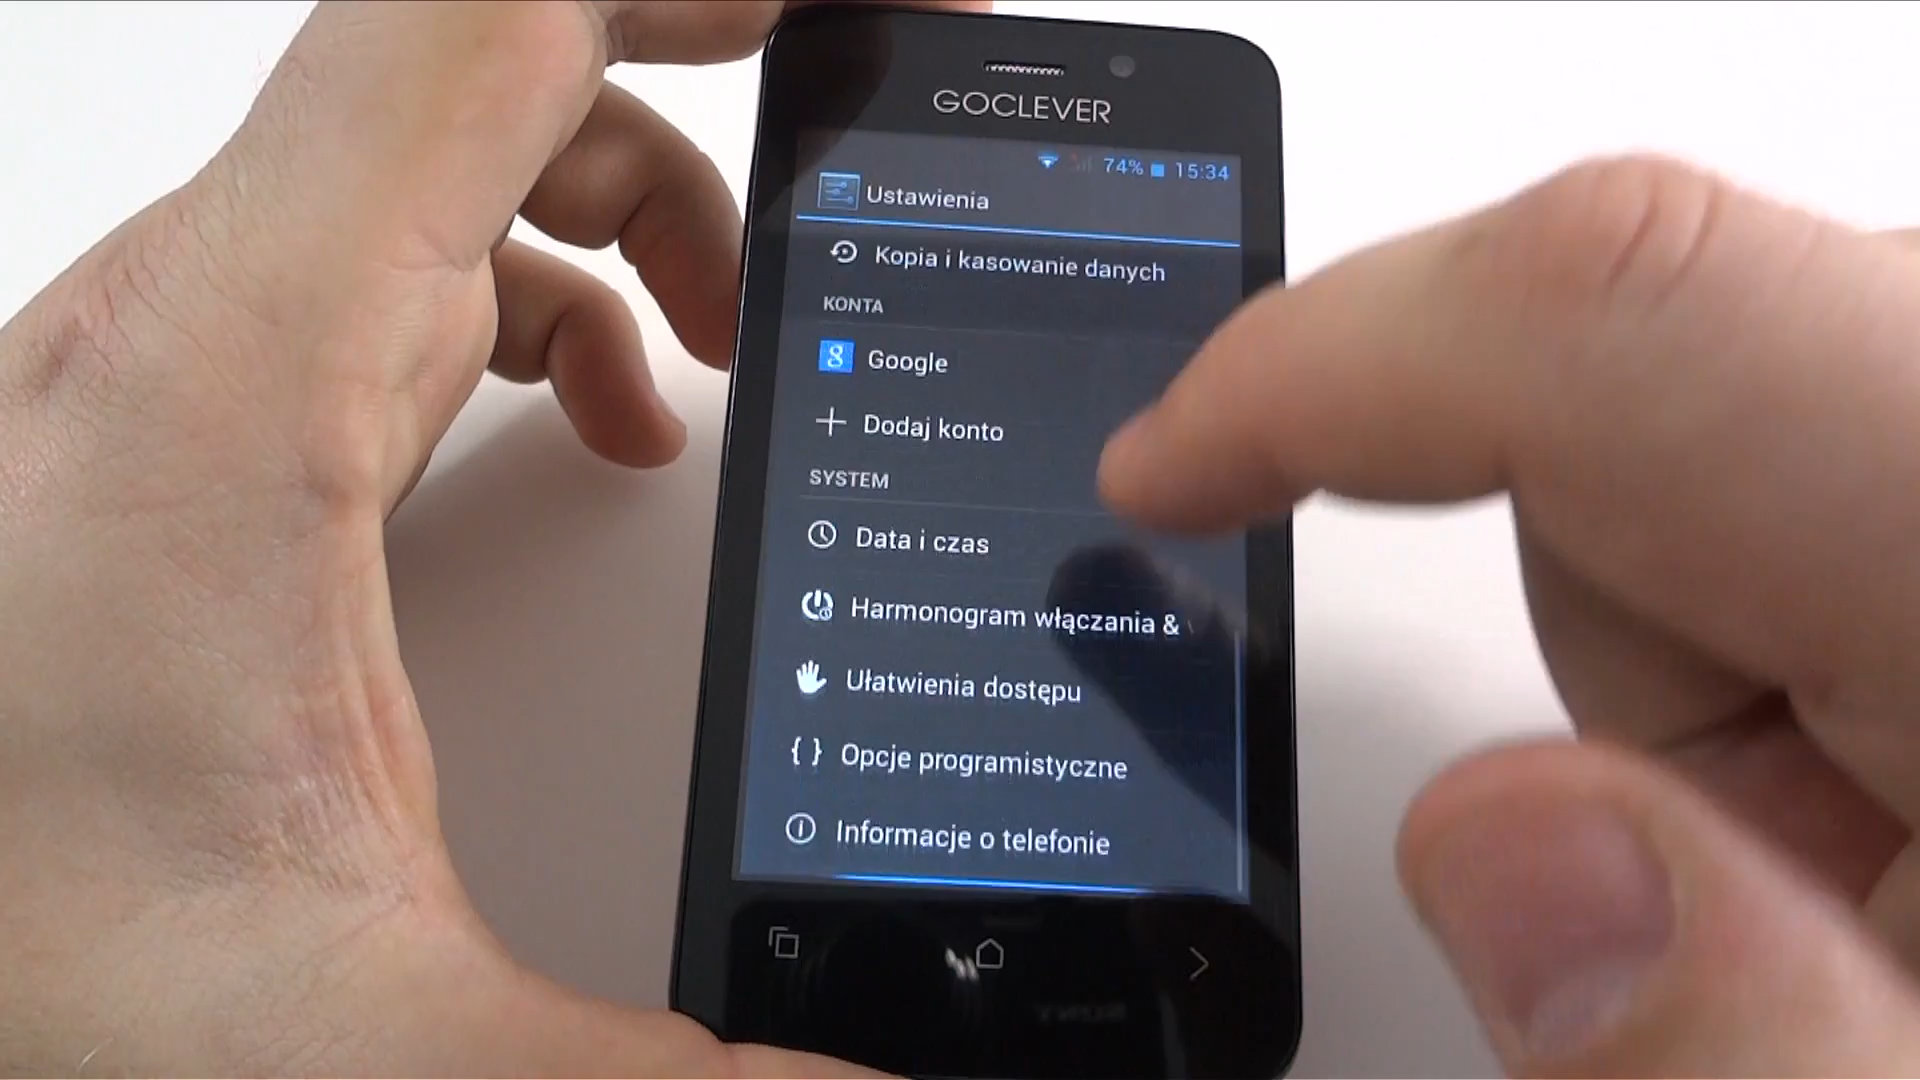 GOCLEVER
74% 15:34
Ustawienia
Kopia i kasowanie danych
KONTA
8 Google
Dodaj konto
SYSTEM
Data i czas
Harmonogram włączania &
Ułatwienia dostępu
{ } Opcje programistyczne
Informacje o telefonie